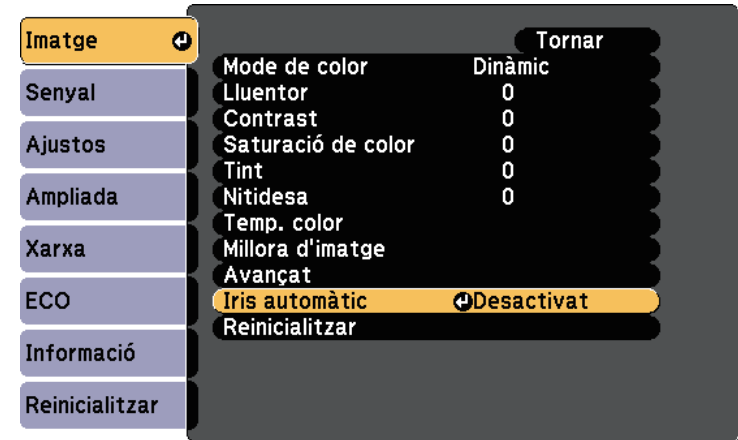 Imatge
Senyal
Ajustos
Ampliada
Xarxa
ECO
Informació
Reinicialitzar
Tornar
Mode de color Dinàmic
Lluentor 0
Contrast 0
Saturació de color 0
Tint 0
Nitidesa 0
Temp. color
Millora d'imatge
Avançat
Iris automàtic Desactivat
Reinicialitzar